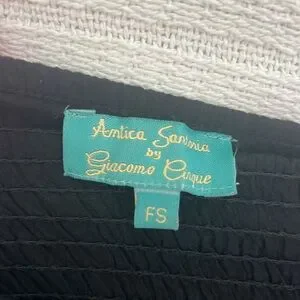 Antica Sartoria
by
Giacomo Cinque
FS